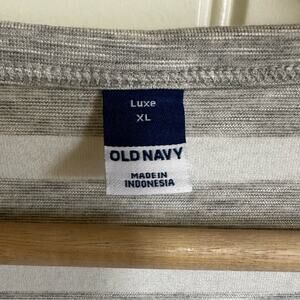 Luxe
XL
OLD NAVY
MADE IN
INDONESIA